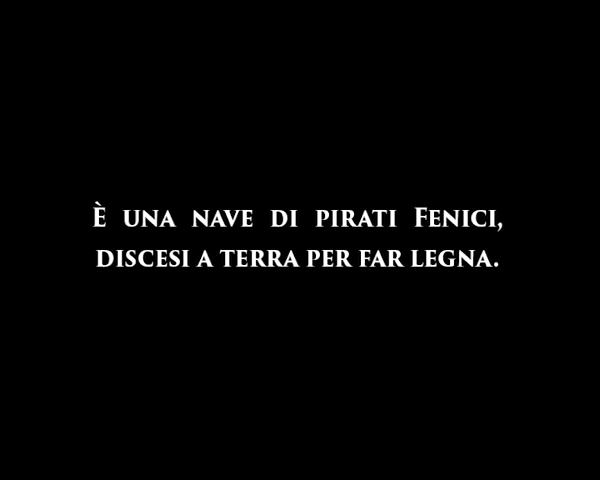 È una nave di pirati Fenici,
discesi a terra per far legna.